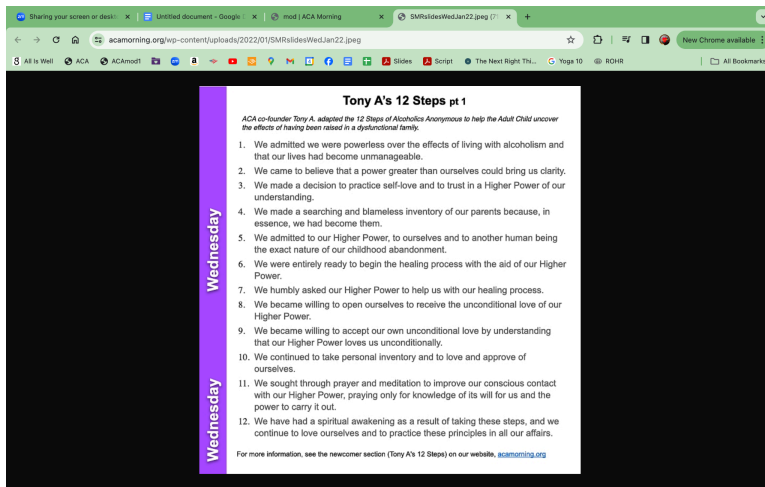 Sharing your screen or deskto
Untitled document - Google D
mod | ACA Morning
SMRslidesWedJan22.jpeg (71
acamorning.org/wp-content/uploads/2022/01/SMRslidesWedJan22.jpeg
New Chrome available
All Is Well
ACA
ACAmod1
Slides
Script
The Next Right Thi...
Yoga 10
ROHR
All Bookmarks
Tony A's 12 Steps pt 1
ACA co-founder Tony A. adapted the 12 Steps of Alcoholics Anonymous to help the Adult Child uncover
the effects of having been raised in a dysfunctional family.
1. We admitted we were powerless over the effects of living with alcoholism and
that our lives had become unmanageable.
2. We came to believe that a power greater than ourselves could bring us clarity.
3. We made a decision to practice self-love and to trust in a Higher Power of our
understanding.
4. We made a searching and blameless inventory of our parents because, in
essence, we had become them.
5. We admitted to our Higher Power, to ourselves and to another human being
the exact nature of our childhood abandonment.
6. We were entirely ready to begin the healing process with the aid of our Higher
Power.
7. We humbly asked our Higher Power to help us with our healing process.
8. We became willing to open ourselves to receive the unconditional love of our
Higher Power.
9. We became willing to accept our own unconditional love by understanding
that our Higher Power loves us unconditionally.
10. We continued to take personal inventory and to love and approve of
ourselves.
11. We sought through prayer and meditation to improve our conscious contact
with our Higher Power, praying only for knowledge of its will for us and the
power to carry it out.
12. We have had a spiritual awakening as a result of taking these steps, and we
continue to love ourselves and to practice these principles in all our affairs.
For more information, see the newcomer section (Tony A's 12 Steps) on our website, acamorning.org
Wednesday
Wednesday